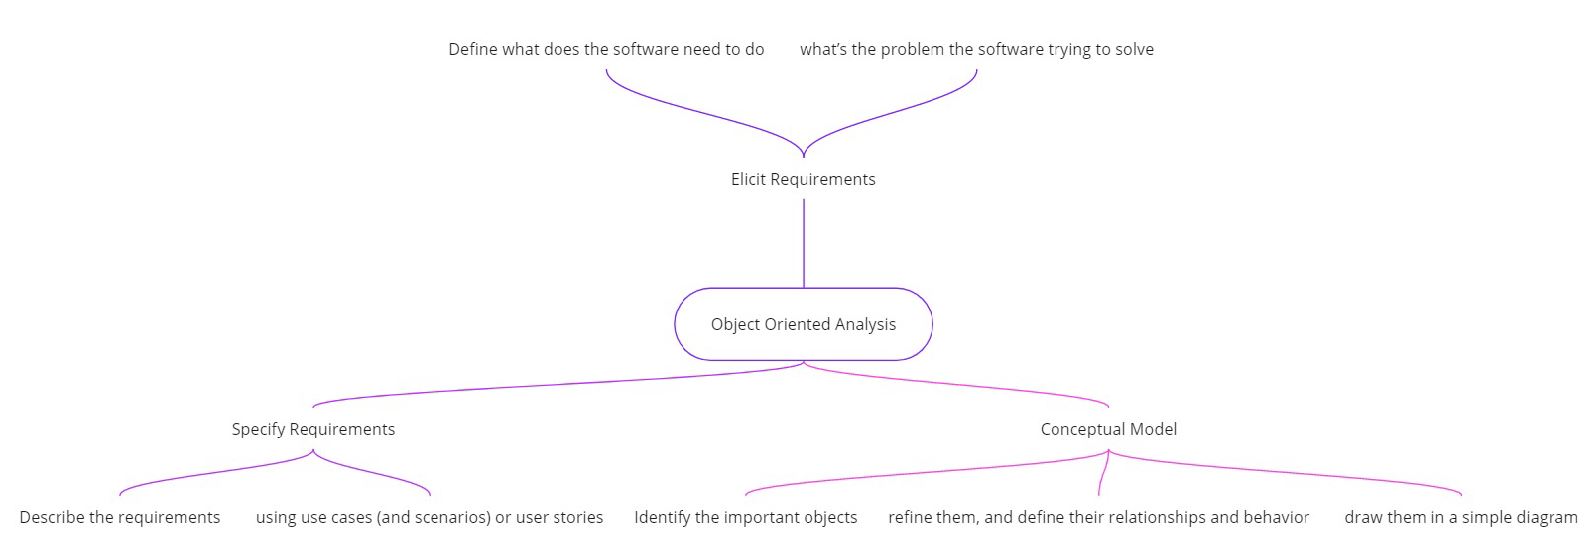 Define what does the software need to do
what's the problem the software trying to solve
Elicit Requirements
Object Oriented Analysis
Specify Requirements
Conceptual Model
Describe the requirements
using use cases (and scenarios) or user stories
Identify the important objects
refine them, and define their relationships and behavior
draw them in a simple diagram